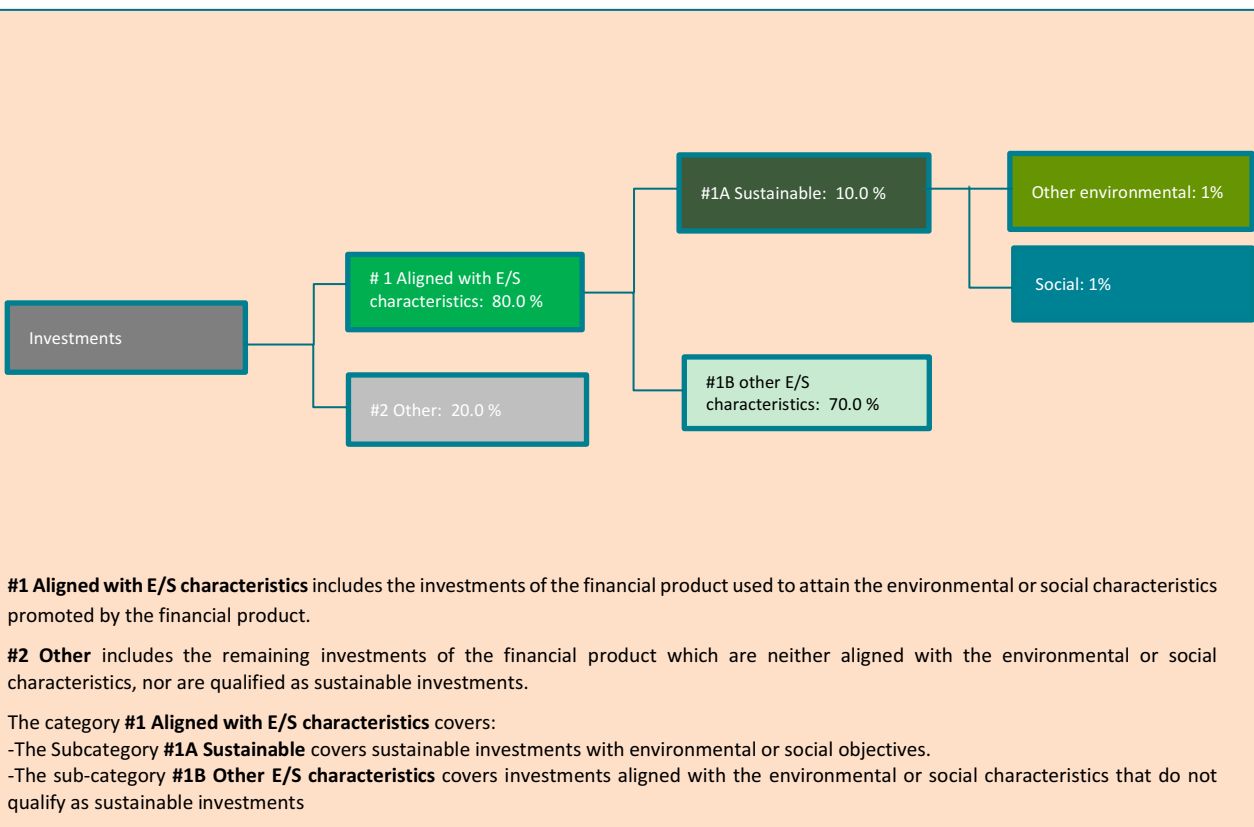 Investments
# 1 Aligned with E/S
characteristics:  80.0 %
#2 Other:  20.0 %
#1A Sustainable:  10.0 %
#1B other E/S
characteristics:  70.0 %
Other environmental: 1%
Social: 1%
#1 Aligned with E/S characteristics includes the investments of the financial product used to attain the environmental or social characteristics
promoted by the financial product.
#2 Other includes the remaining investments of the financial product which are neither aligned with the environmental or social
characteristics, nor are qualified as sustainable investments.
The category #1 Aligned with E/S characteristics covers:
-The Subcategory #1A Sustainable covers sustainable investments with environmental or social objectives.
-The sub-category #1B Other E/S characteristics covers investments aligned with the environmental or social characteristics that do not
qualify as sustainable investments